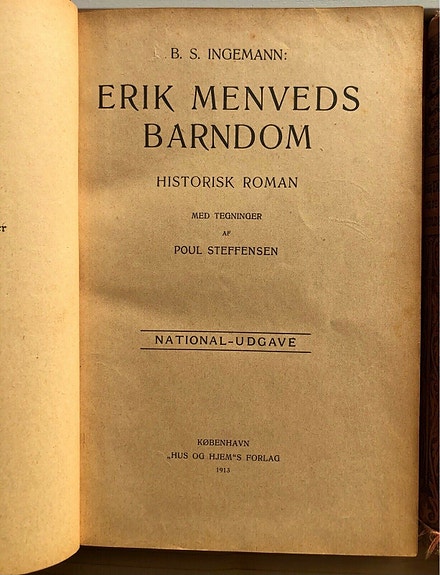 B. S. INGEMANN:
ERIK MENVEDS
BARNDOM
HISTORISK ROMAN
MED TEGNINGER
AF
POUL STEFFENSEN
NATIONAL-UDGAVE
KØBENHAVN
„HUS OG HJEM“S FORLAG
1913